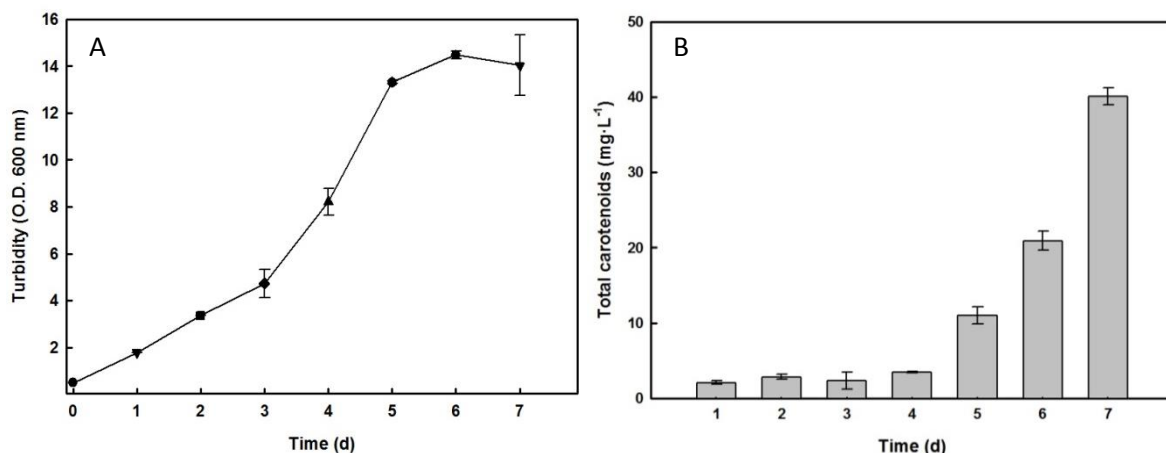 A
Turbidity (O.D. 600 nm)
16
14
12
10
8
6
4
2
0 1 2 3 4 5 6 7
Time (d)
B
Total carotenoids (mg·L⁻¹)
50
40
30
20
10
0
1 2 3 4 5 6 7
Time (d)